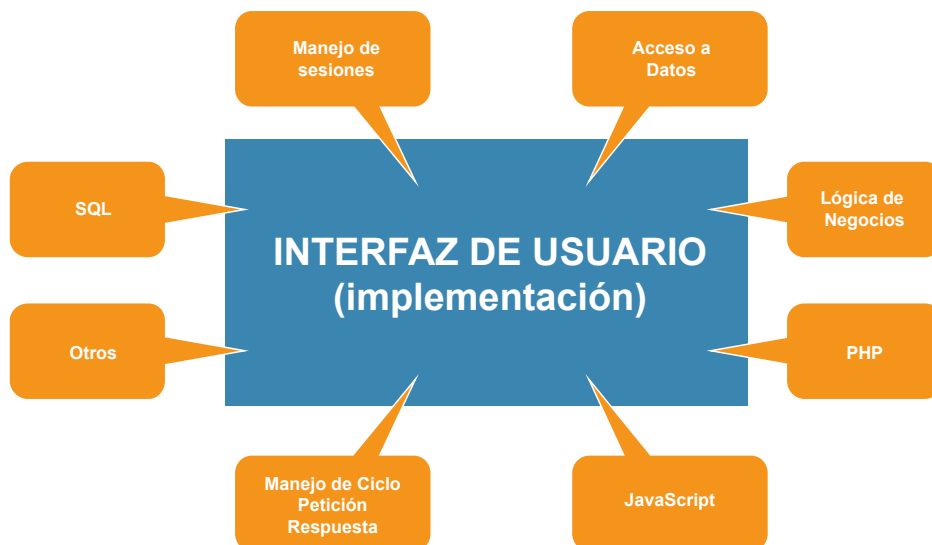 Manejo de
sesiones
Acceso a
Datos
SQL
Lógica de
Negocios
INTERFAZ DE USUARIO
(implementación)
Otros
PHP
Manejo de Ciclo
Petición
Respuesta
JavaScript